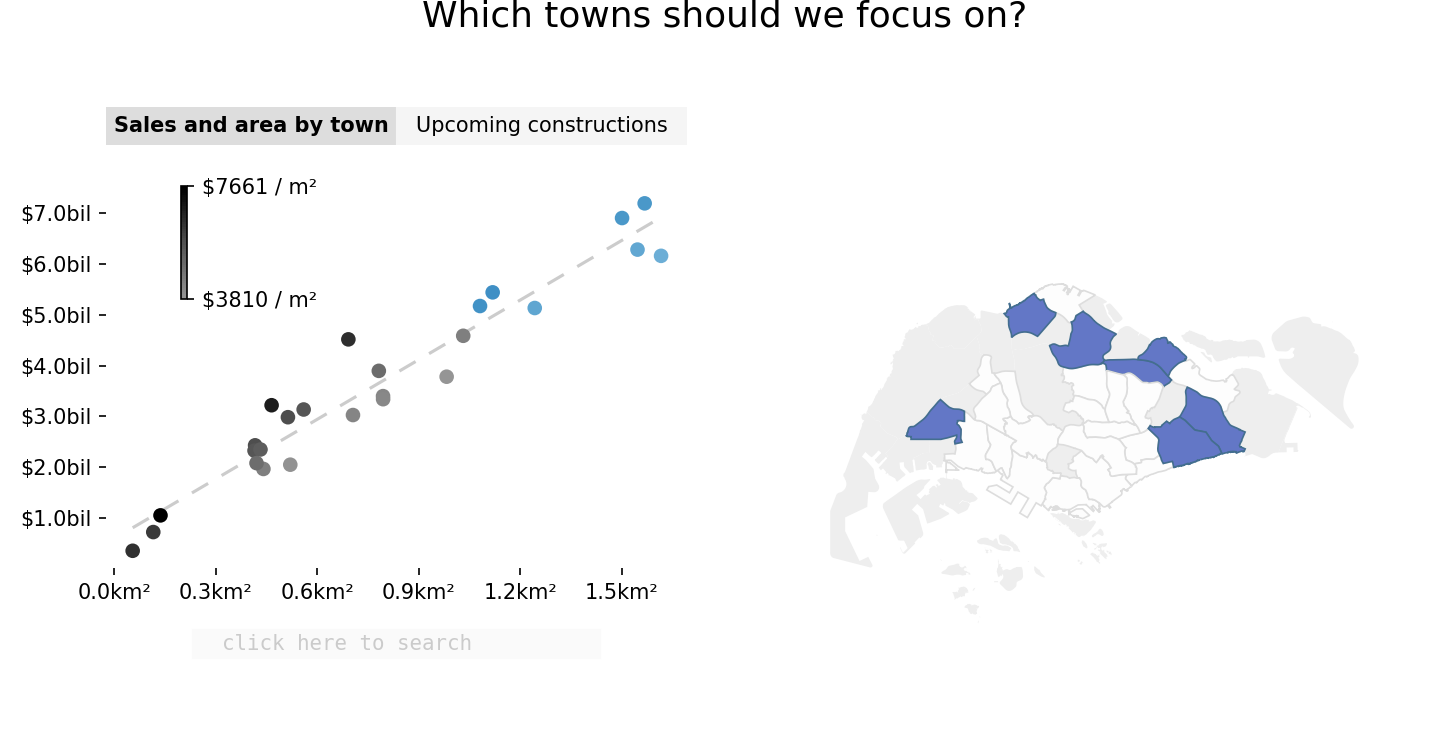 Which towns should we focus on?
Sales and area by town
Upcoming constructions
$7661 / m²
$3810 / m²
$7.0bil
$6.0bil
$5.0bil
$4.0bil
$3.0bil
$2.0bil
$1.0bil
0.0km² 0.3km² 0.6km² 0.9km² 1.2km² 1.5km²
click here to search